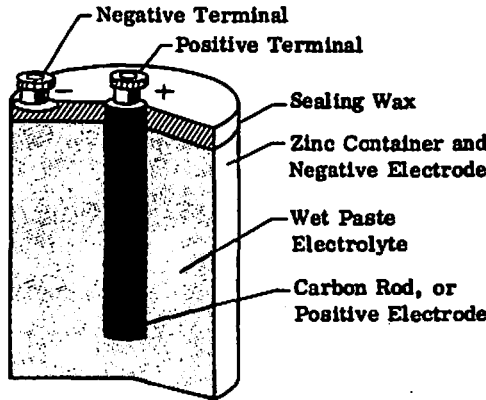 Negative Terminal
Positive Terminal
–
+
Sealing Wax
Zinc Container and
Negative Electrode
Wet Paste
Electrolyte
Carbon Rod, or
Positive Electrode